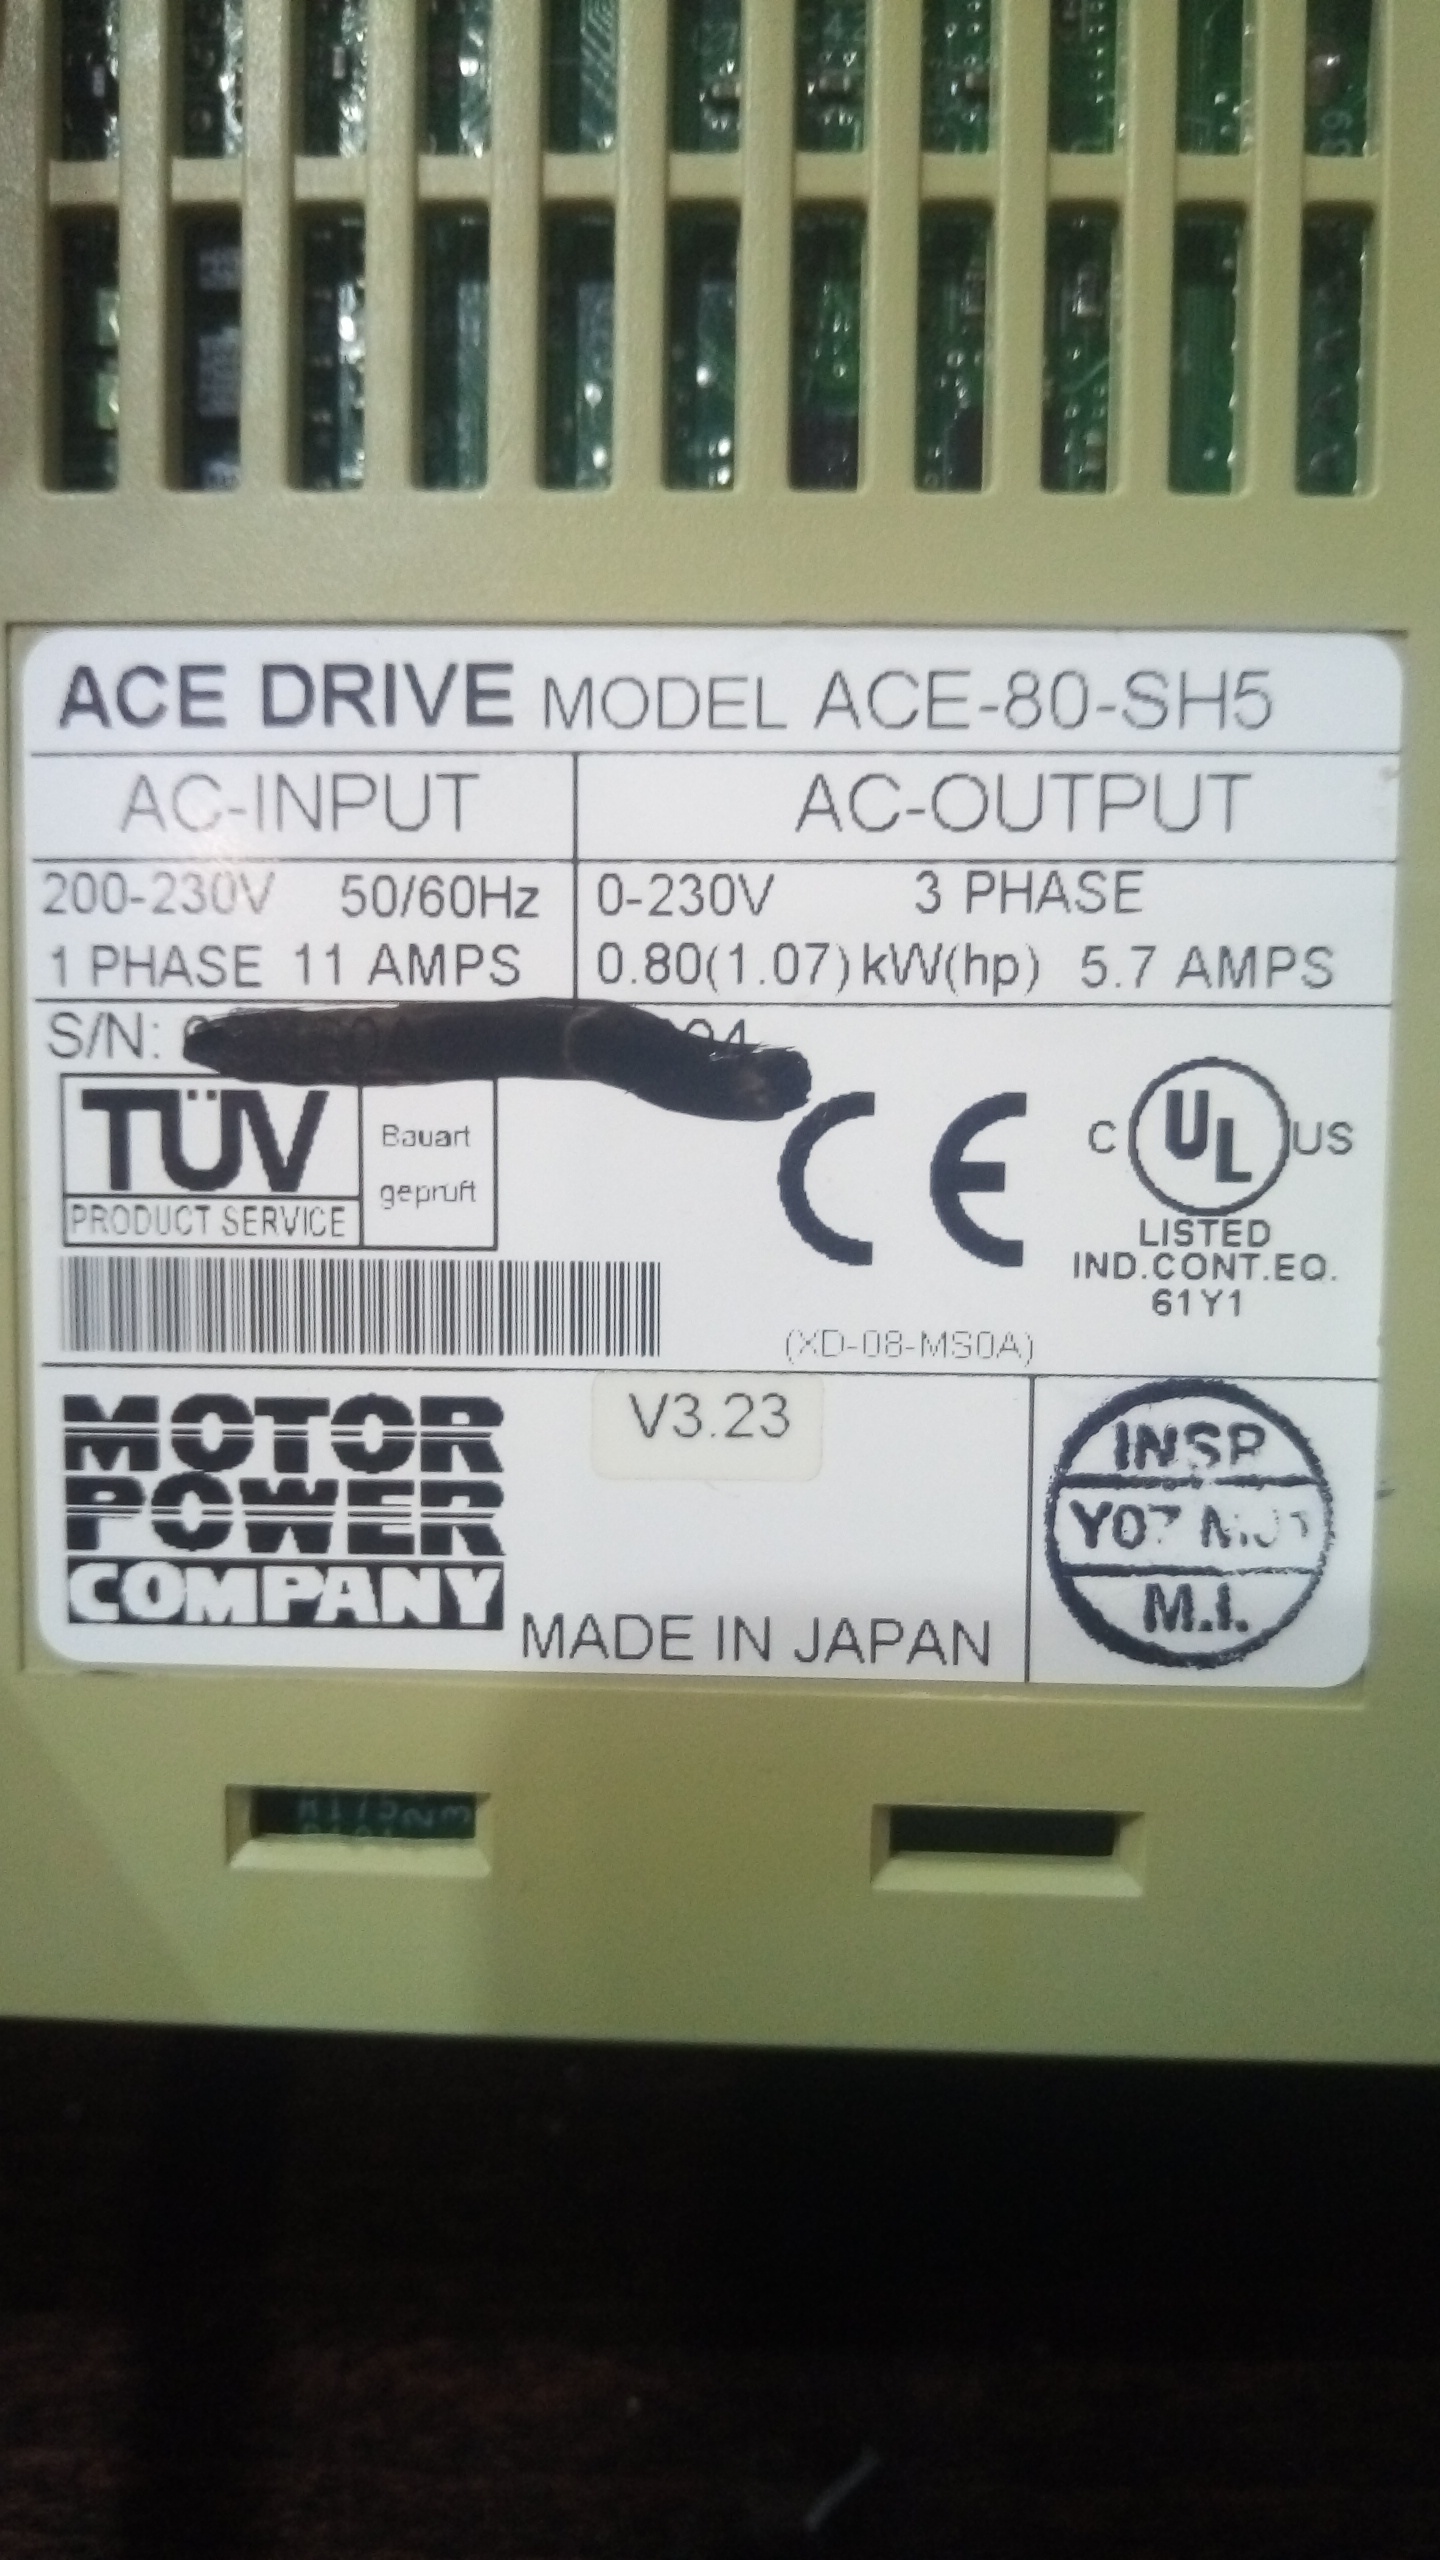 ACE DRIVE MODEL ACE-80-SH5
AC-INPUT
AC-OUTPUT
200-230V 50/60Hz
1 PHASE 11 AMPS
0-230V 3 PHASE
0.80(1.07)kW(hp) 5.7 AMPS
S/N:
TÜV
PRODUCT SERVICE
Bauart
geprüft
CE
C UL US
LISTED
IND.CONT.EQ.
61Y1
(XD-08-MS0A)
MOTOR
POWER
COMPANY
V3.23
MADE IN JAPAN
INSP
Y07
M.I.